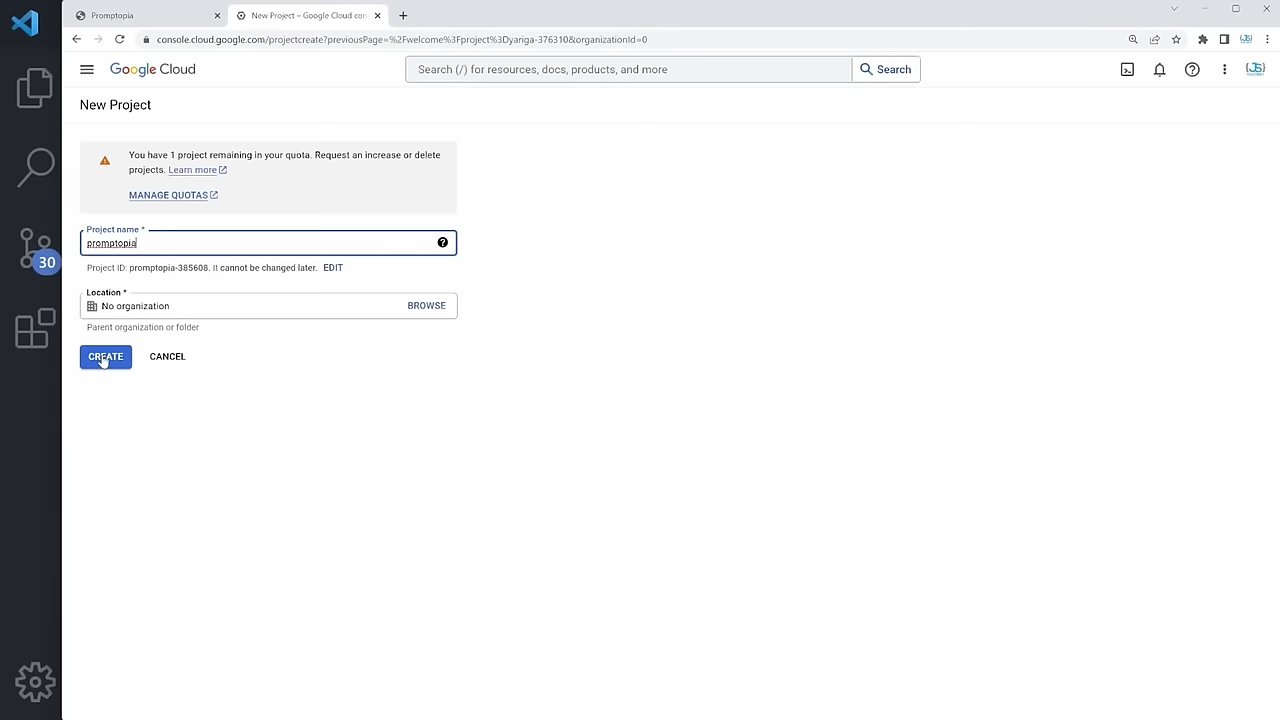 Promptopia
New Project – Google Cloud con
console.cloud.google.com/projectcreate?previousPage=%2Fwelcome%3Fproject%3Dyariga-376310&organizationId=0
Google Cloud
Search (/) for resources, docs, products, and more
Search
New Project
You have 1 project remaining in your quota. Request an increase or delete
projects. Learn more
MANAGE QUOTAS
Project name *
promptopia
Project ID: promptopia-385608. It cannot be changed later. EDIT
Location *
No organization
BROWSE
Parent organization or folder
CREATE
CANCEL
30